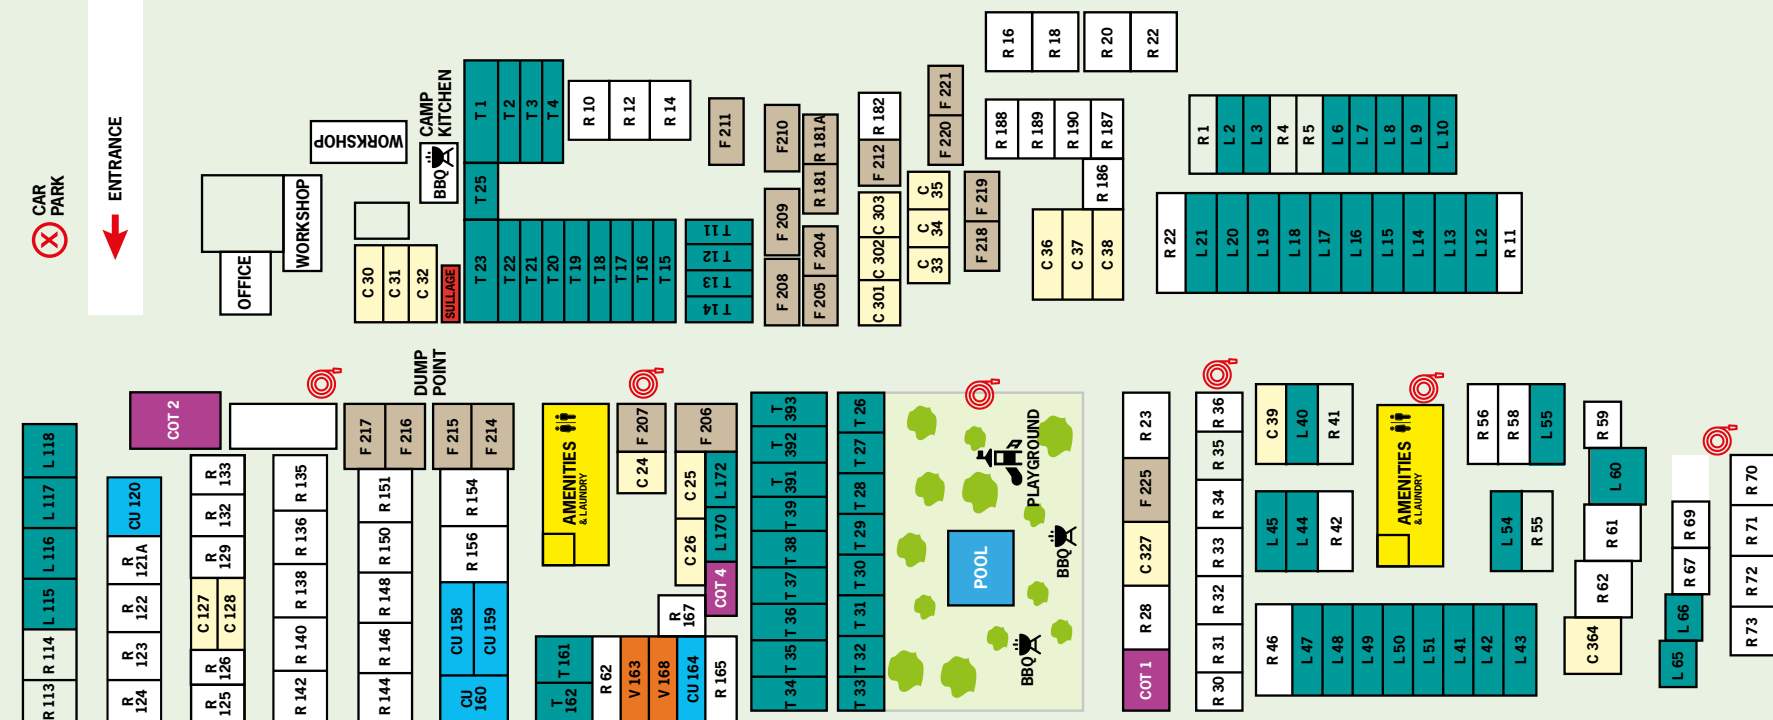 R 16
R 18
R 20
R 22
X
CAR
PARK
ENTRANCE
WORKSHOP
WORKSHOP
OFFICE
CAMP
KITCHEN
BBQ
C 30
C 31
C 32
SULLAGE
T 1
T 2
T 3
T 4
T 25
T 23
T 22
T 21
T 20
T 19
T 18
T 17
T 16
T 15
R 10
R 12
R 14
T 11
T 12
T 13
T 14
F 211
F210
F 209
F 208
R 181A
R 181
F 204
F 205
R 182
F 212
C 303
C 302
C 301
F 221
F 220
C
35
C
34
C
33
F 219
F 218
R 188
R 189
R 190
R 187
R 186
C 36
C 37
C 38
R 1
L 2
L 3
R 4
R 5
L 6
L 7
L 8
L 9
L 10
R 22
L 21
L 20
L 19
L 18
L 17
L 16
L 15
L 14
L 13
L 12
R 11
DUMP
POINT
COT 2
L 118
L 117
L 116
L 115
R 114
R 113
CU 120
R
121A
R
122
R
123
R
124
R
133
R
132
R
129
C 127
C 128
R
126
R
125
R 135
R 136
R 138
R 140
R 142
F 217
F 216
R 151
R 150
R 148
R 146
R 144
F 215
F 214
R 154
R 156
CU 158
CU 159
CU
160
AMENITIES
& LAUNDRY
F 207
C 24
F 206
C 25
L 172
C 26
L 170
COT 4
R
167
T 161
T
162
R 62
V 163
V 168
CU 164
R 165
T
393
T
392
T
391
T 39
T 38
T 37
T 36
T 35
T 34
T 26
T 27
T 28
T 29
T 30
T 31
T 32
T 33
PLAYGROUND
POOL
BBQ
BBQ
R 23
F 225
C 327
R 28
COT 1
R 36
R 35
R 34
R 33
R 32
R 31
R 30
C 39
L 40
R 41
L 45
L 44
R 42
AMENITIES
& LAUNDRY
R 46
L 47
L 48
L 49
L 50
L 51
L 41
L 42
L 43
R 56
R 58
L 55
L 54
R 55
R 59
L 60
R 61
R 62
C 364
R 69
R 67
L 66
L 65
R 70
R 71
R 72
R 73